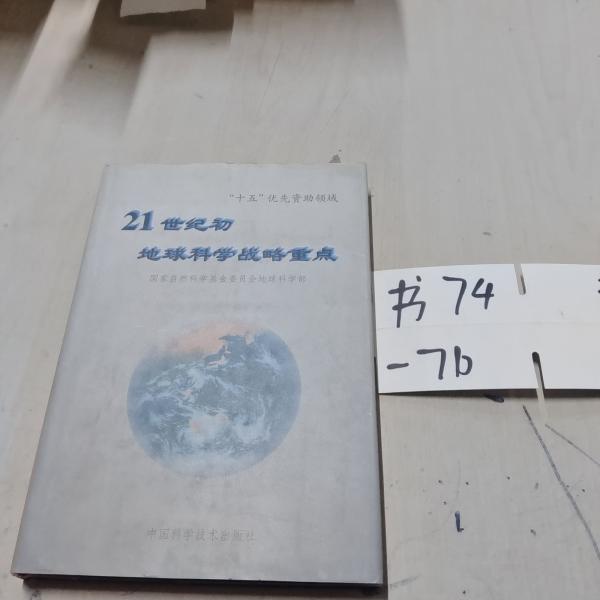 “十五”优先资助领域
21世纪初
地球科学战略重点
国家自然科学基金委员会地球科学部
中国科学技术出版社
书74
-7b